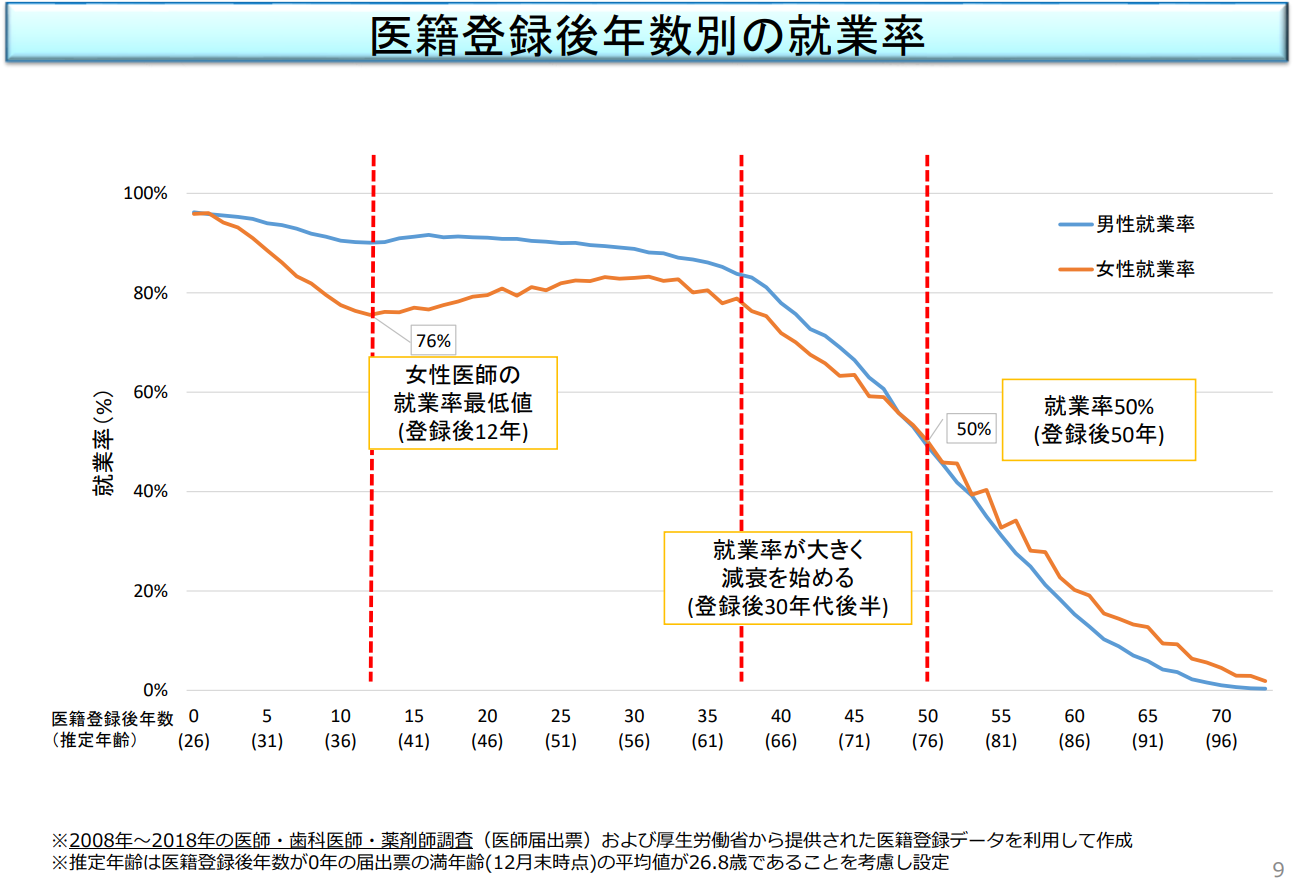 医籍登録後年数別の就業率
100%
80%
60%
40%
20%
0%
就業率(%)
男性就業率
女性就業率
76%
女性医師の
就業率最低値
(登録後12年)
50%
就業率50%
(登録後50年)
就業率が大きく
減衰を始める
(登録後30年代後半)
医籍登録後年数 0 5 10 15 20 25 30 35 40 45 50 55 60 65 70
(推定年齢) (26) (31) (36) (41) (46) (51) (56) (61) (66) (71) (76) (81) (86) (91) (96)
※2008年～2018年の医師・歯科医師・薬剤師調査（医師届出票）および厚生労働省から提供された医籍登録データを利用して作成
※推定年齢は医籍登録後年数が0年の届出票の満年齢(12月末時点)の平均値が26.8歳であることを考慮し設定
9